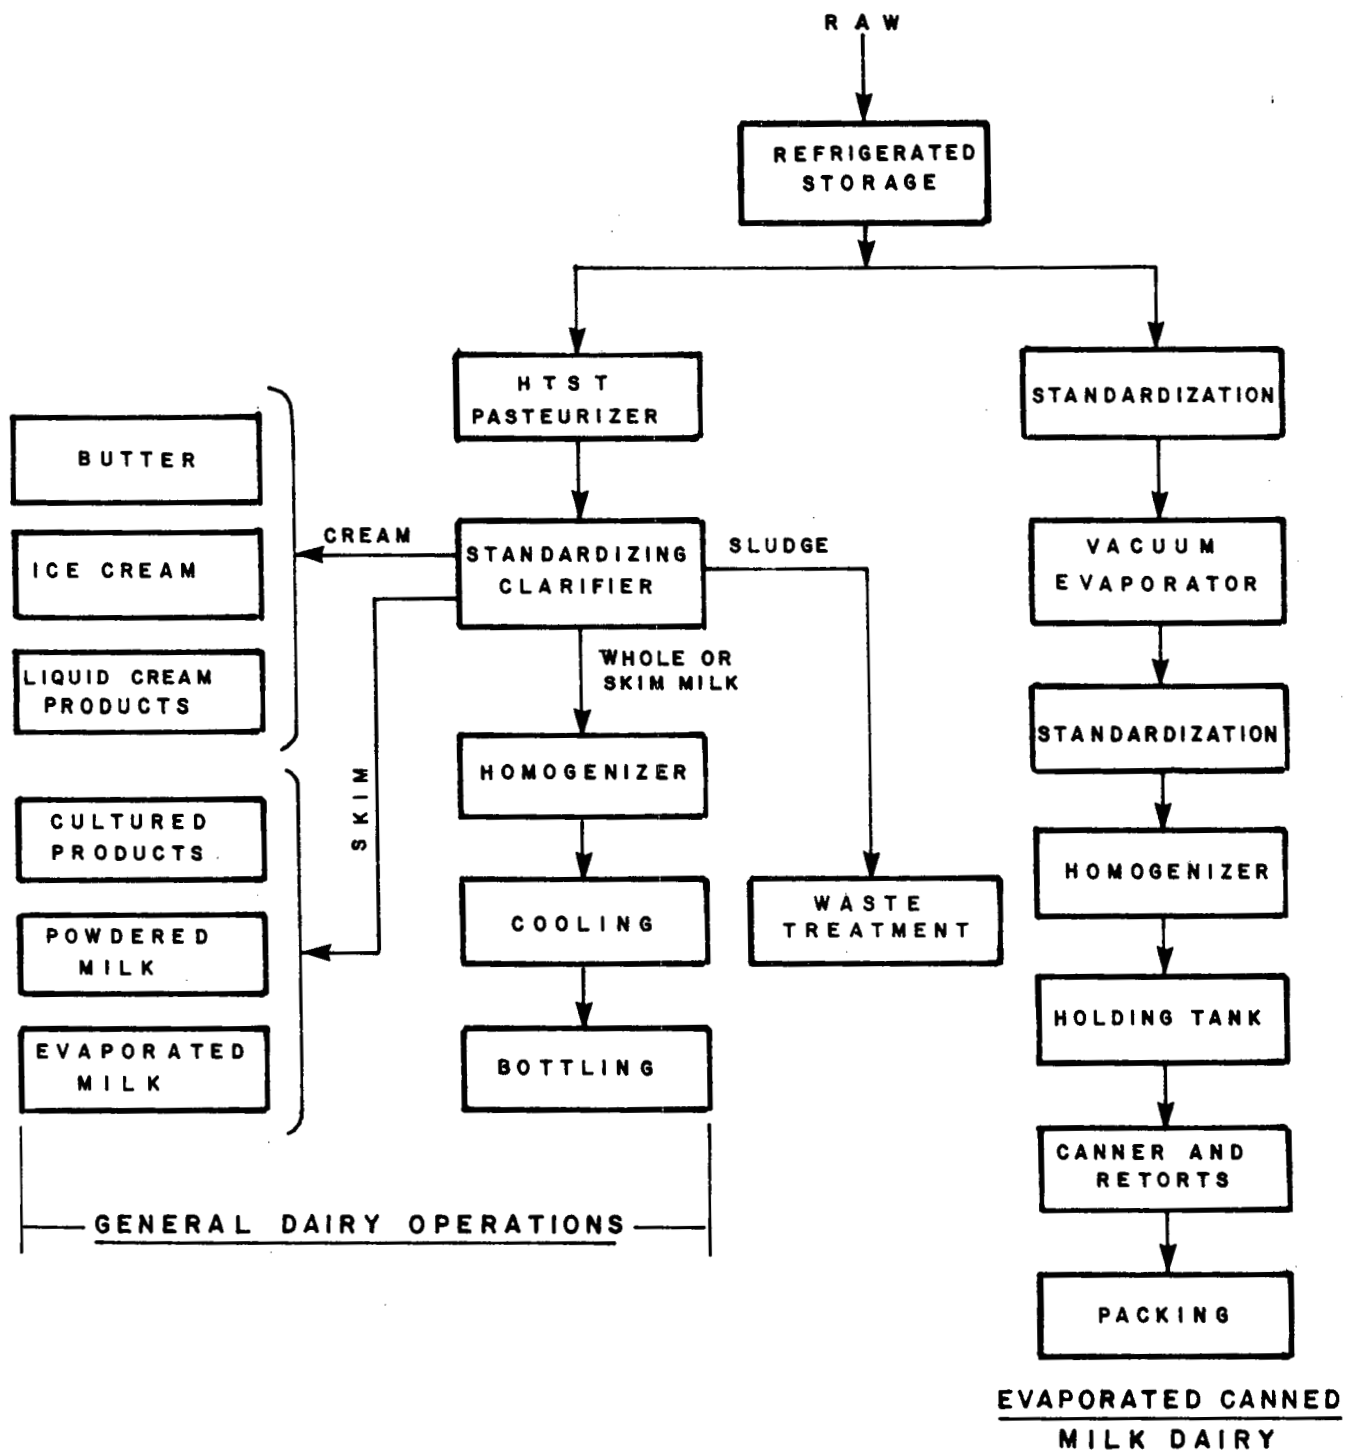 RAW
REFRIGERATED
STORAGE
HTST
PASTEURIZER
STANDARDIZATION
BUTTER
CREAM
STANDARDIZING
CLARIFIER
SLUDGE
VACUUM
EVAPORATOR
ICE CREAM
LIQUID CREAM
PRODUCTS
WHOLE OR
SKIM MILK
STANDARDIZATION
SKIM
HOMOGENIZER
CULTURED
PRODUCTS
HOMOGENIZER
POWDERED
MILK
COOLING
WASTE
TREATMENT
HOLDING TANK
EVAPORATED
MILK
BOTTLING
CANNER AND
RETORTS
GENERAL DAIRY OPERATIONS
PACKING
EVAPORATED CANNED
MILK DAIRY